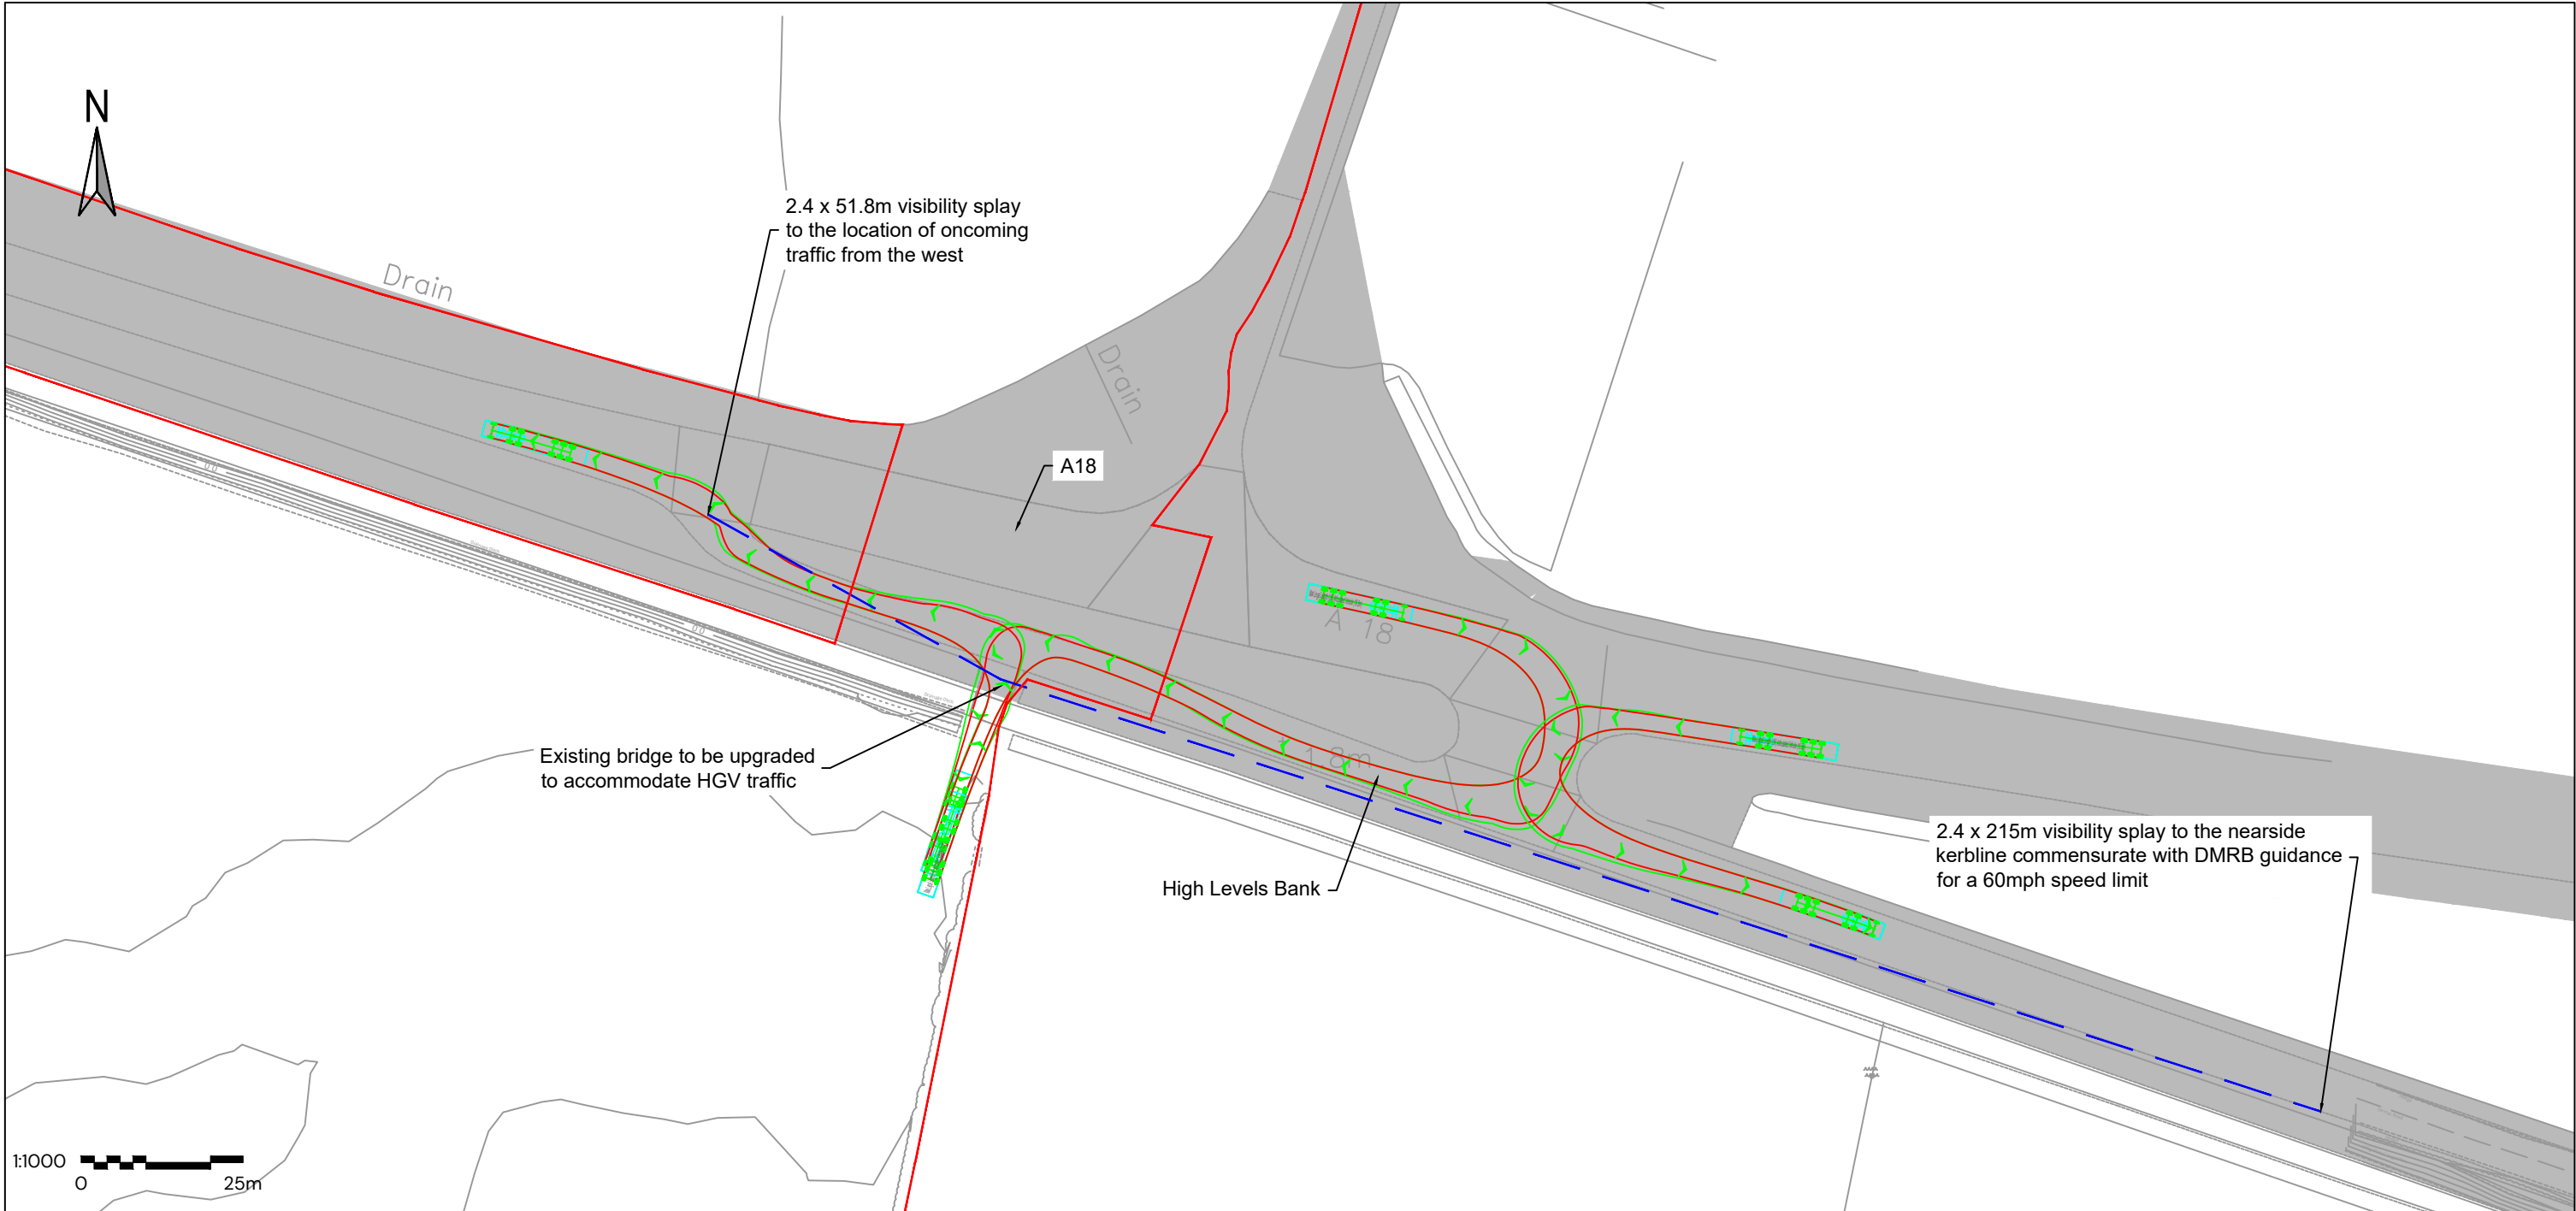 N
2.4 x 51.8m visibility splay
to the location of oncoming
traffic from the west
Drain
Drain
A18
A 18
1.8m
Existing bridge to be upgraded
to accommodate HGV traffic
High Levels Bank
2.4 x 215m visibility splay to the nearside
kerbline commensurate with DMRB guidance
for a 60mph speed limit
1:1000
0 25m